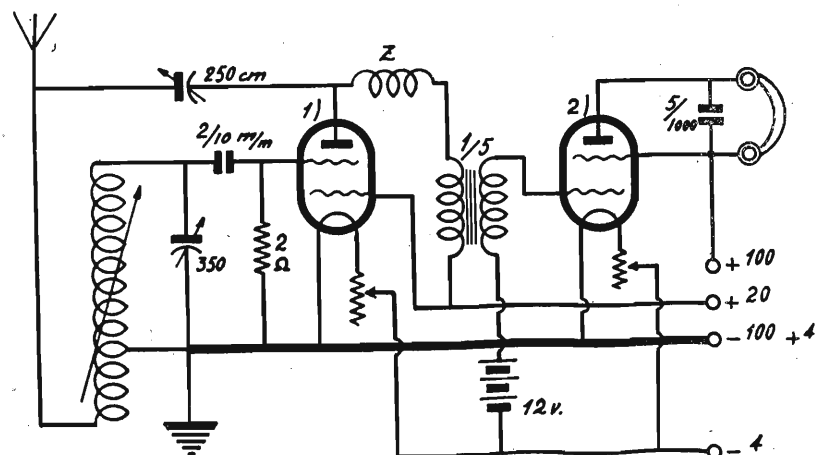 Z
250 cm
1)
2)
5/1000
2/10 m/m
1/5
350
2
Ω
+ 100
+ 20
- 100 + 4
12 v.
- 4